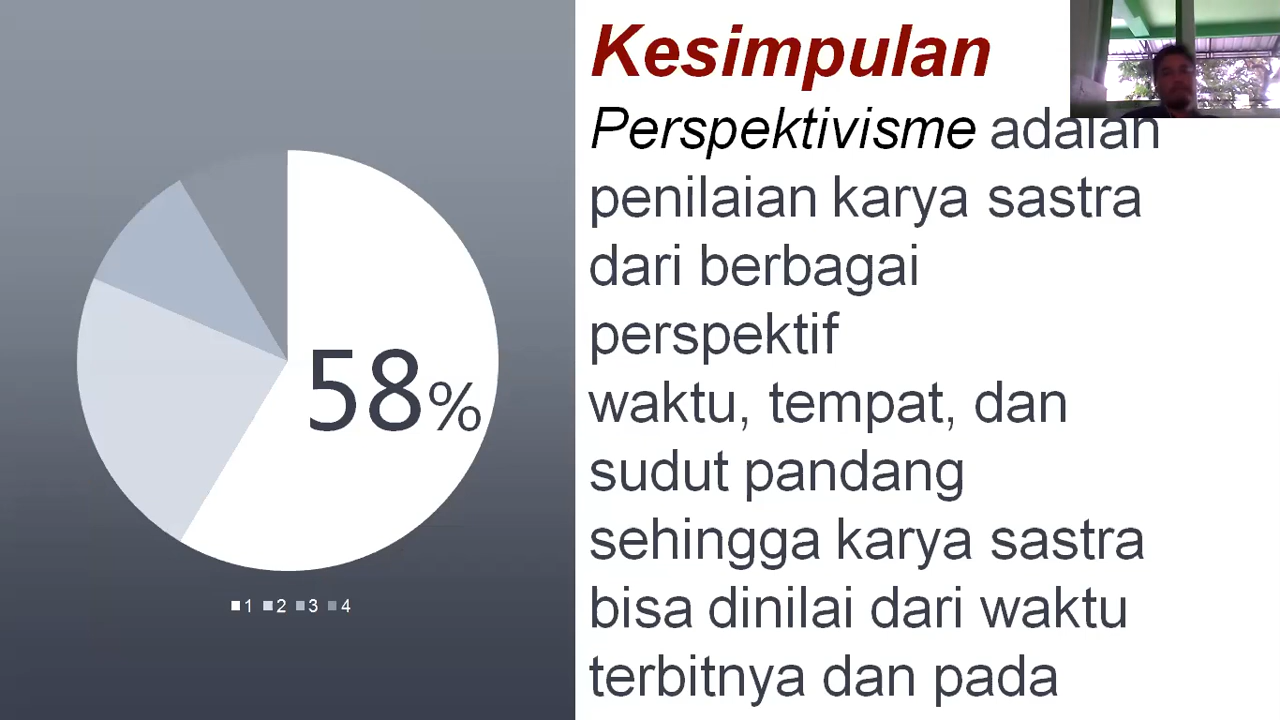 Kesimpulan
Perspektivisme adalah
penilaian karya sastra
dari berbagai
perspektif
waktu, tempat, dan
sudut pandang
sehingga karya sastra
bisa dinilai dari waktu
terbitnya dan pada
58%
1 2 3 4